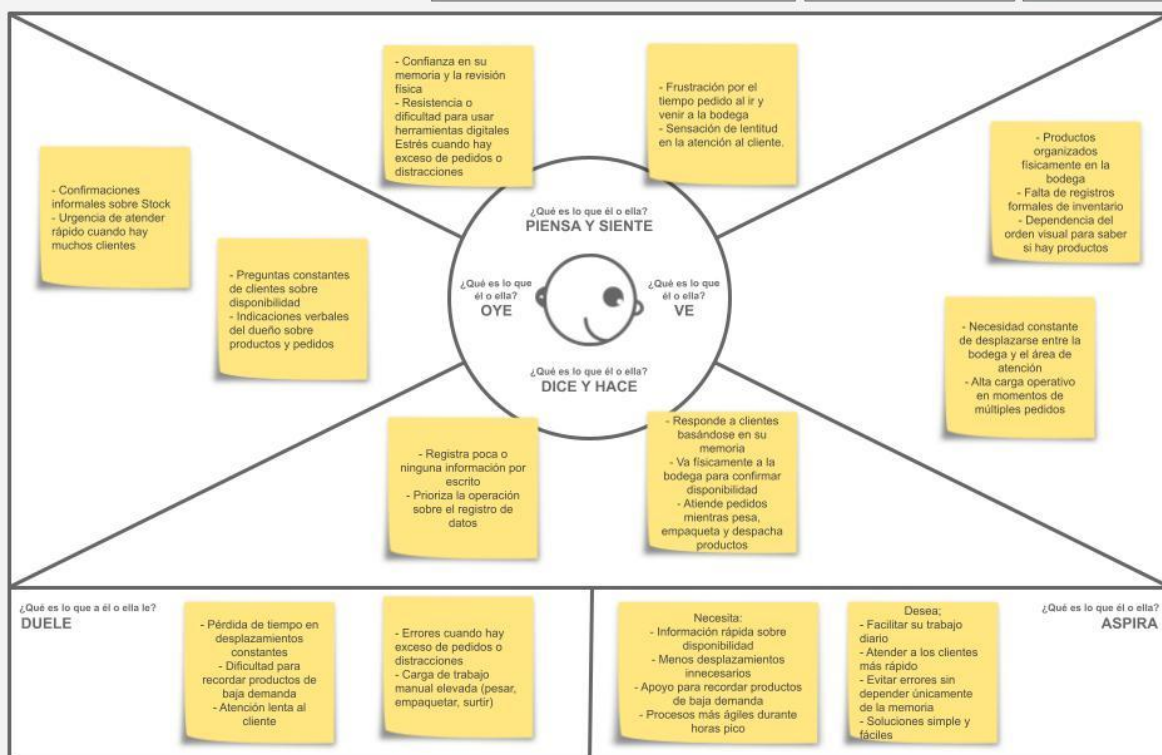 - Confianza en su
memoria y la revisión
física
- Resistencia o
dificultad para usar
herramientas digitales
Estrés cuando hay
exceso de pedidos o
distracciones
- Frustración por el
tiempo pedido al ir y
venir a la bodega
- Sensación de lentitud
en la atención al cliente.
- Confirmaciones
informales sobre Stock
- Urgencia de atender
rápido cuando hay
muchos clientes
- Preguntas constantes
de clientes sobre
disponibilidad
- Indicaciones verbales
del dueño sobre
productos y pedidos
¿Qué es lo que él o ella?
PIENSA Y SIENTE
¿Qué es lo que
él o ella?
OYE
¿Qué es lo que
él o ella?
VE
¿Qué es lo que él o ella?
DICE Y HACE
- Productos
organizados
físicamente en la
bodega
- Falta de registros
formales de inventario
- Dependencia del
orden visual para saber
si hay productos
- Necesidad constante
de desplazarse entre la
bodega y el área de
atención
- Alta carga operativo
en momentos de
múltiples pedidos
- Registra poca o
ninguna información por
escrito
- Prioriza la operación
sobre el registro de
datos
- Responde a clientes
basándose en su
memoria
- Va físicamente a la
bodega para confirmar
disponibilidad
- Atiende pedidos
mientras pesa,
empaqueta y despacha
productos
¿Qué es lo que a él o ella le?
DUELE
- Pérdida de tiempo en
desplazamientos
constantes
- Dificultad para
recordar productos de
baja demanda
- Atención lenta al
cliente
- Errores cuando hay
exceso de pedidos o
distracciones
- Carga de trabajo
manual elevada (pesar,
empaquetar, surtir)
Necesita:
- Información rápida sobre
disponibilidad
- Menos desplazamientos
innecesarios
- Apoyo para recordar productos
de baja demanda
- Procesos más ágiles durante
horas pico
Desea;
- Facilitar su trabajo
diario
- Atender a los clientes
más rápido
- Evitar errores sin
depender únicamente
de la memoria
- Soluciones simple y
fáciles
¿Qué es lo que él o ella?
ASPIRA